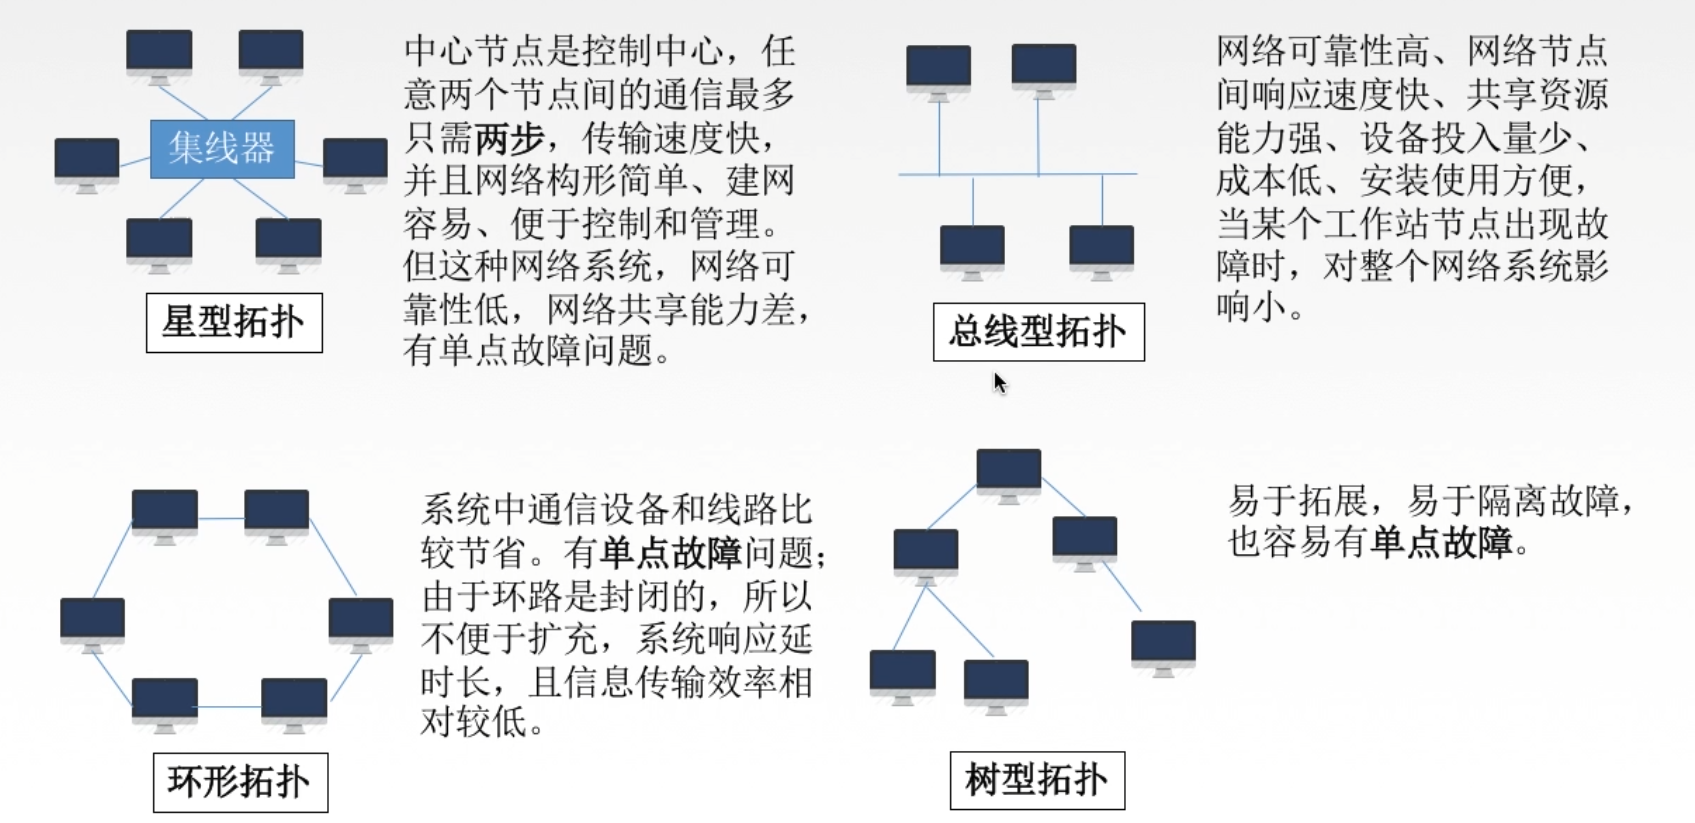 集线器
星型拓扑
中心节点是控制中心，任
意两个节点间的通信最多
只需两步，传输速度快，
并且网络构形简单、建网
容易、便于控制和管理。
但这种网络系统，网络可
靠性低，网络共享能力差，
有单点故障问题。
总线型拓扑
网络可靠性高、网络节点
间响应速度快、共享资源
能力强、设备投入量少、
成本低、安装使用方便，
当某个工作站节点出现故
障时，对整个网络系统影
响小。
环形拓扑
系统中通信设备和线路比
较节省。有单点故障问题；
由于环路是封闭的，所以
不便于扩充，系统响应延
时长，且信息传输效率相
对较低。
树型拓扑
易于拓展，易于隔离故障，
也容易有单点故障。